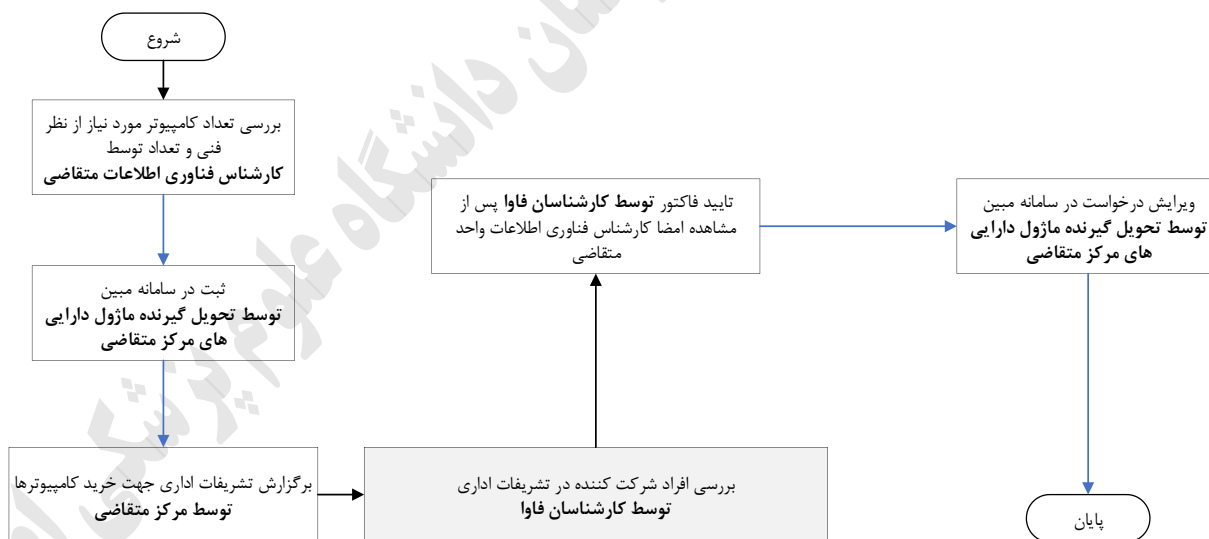 شروع
بررسی تعداد کامپیوتر مورد نیاز از نظر
فنی و تعداد توسط
کارشناس فناوری اطلاعات متقاضی
ثبت در سامانه مبین
توسط تحویل گیرنده ماژول دارایی
های مرکز متقاضی
برگزارش تشریفات اداری جهت خرید کامپیوترها
توسط مرکز متقاضی
بررسی افراد شرکت کننده در تشریفات اداری
توسط کارشناسان فاوا
تایید فاکتور توسط کارشناسان فاوا پس از
مشاهده امضا کارشناس فناوری اطلاعات واحد
متقاضی
ویرایش درخواست در سامانه مبین
توسط تحویل گیرنده ماژول دارایی
های مرکز متقاضی
پایان
دانشگاه علوم پزشکی